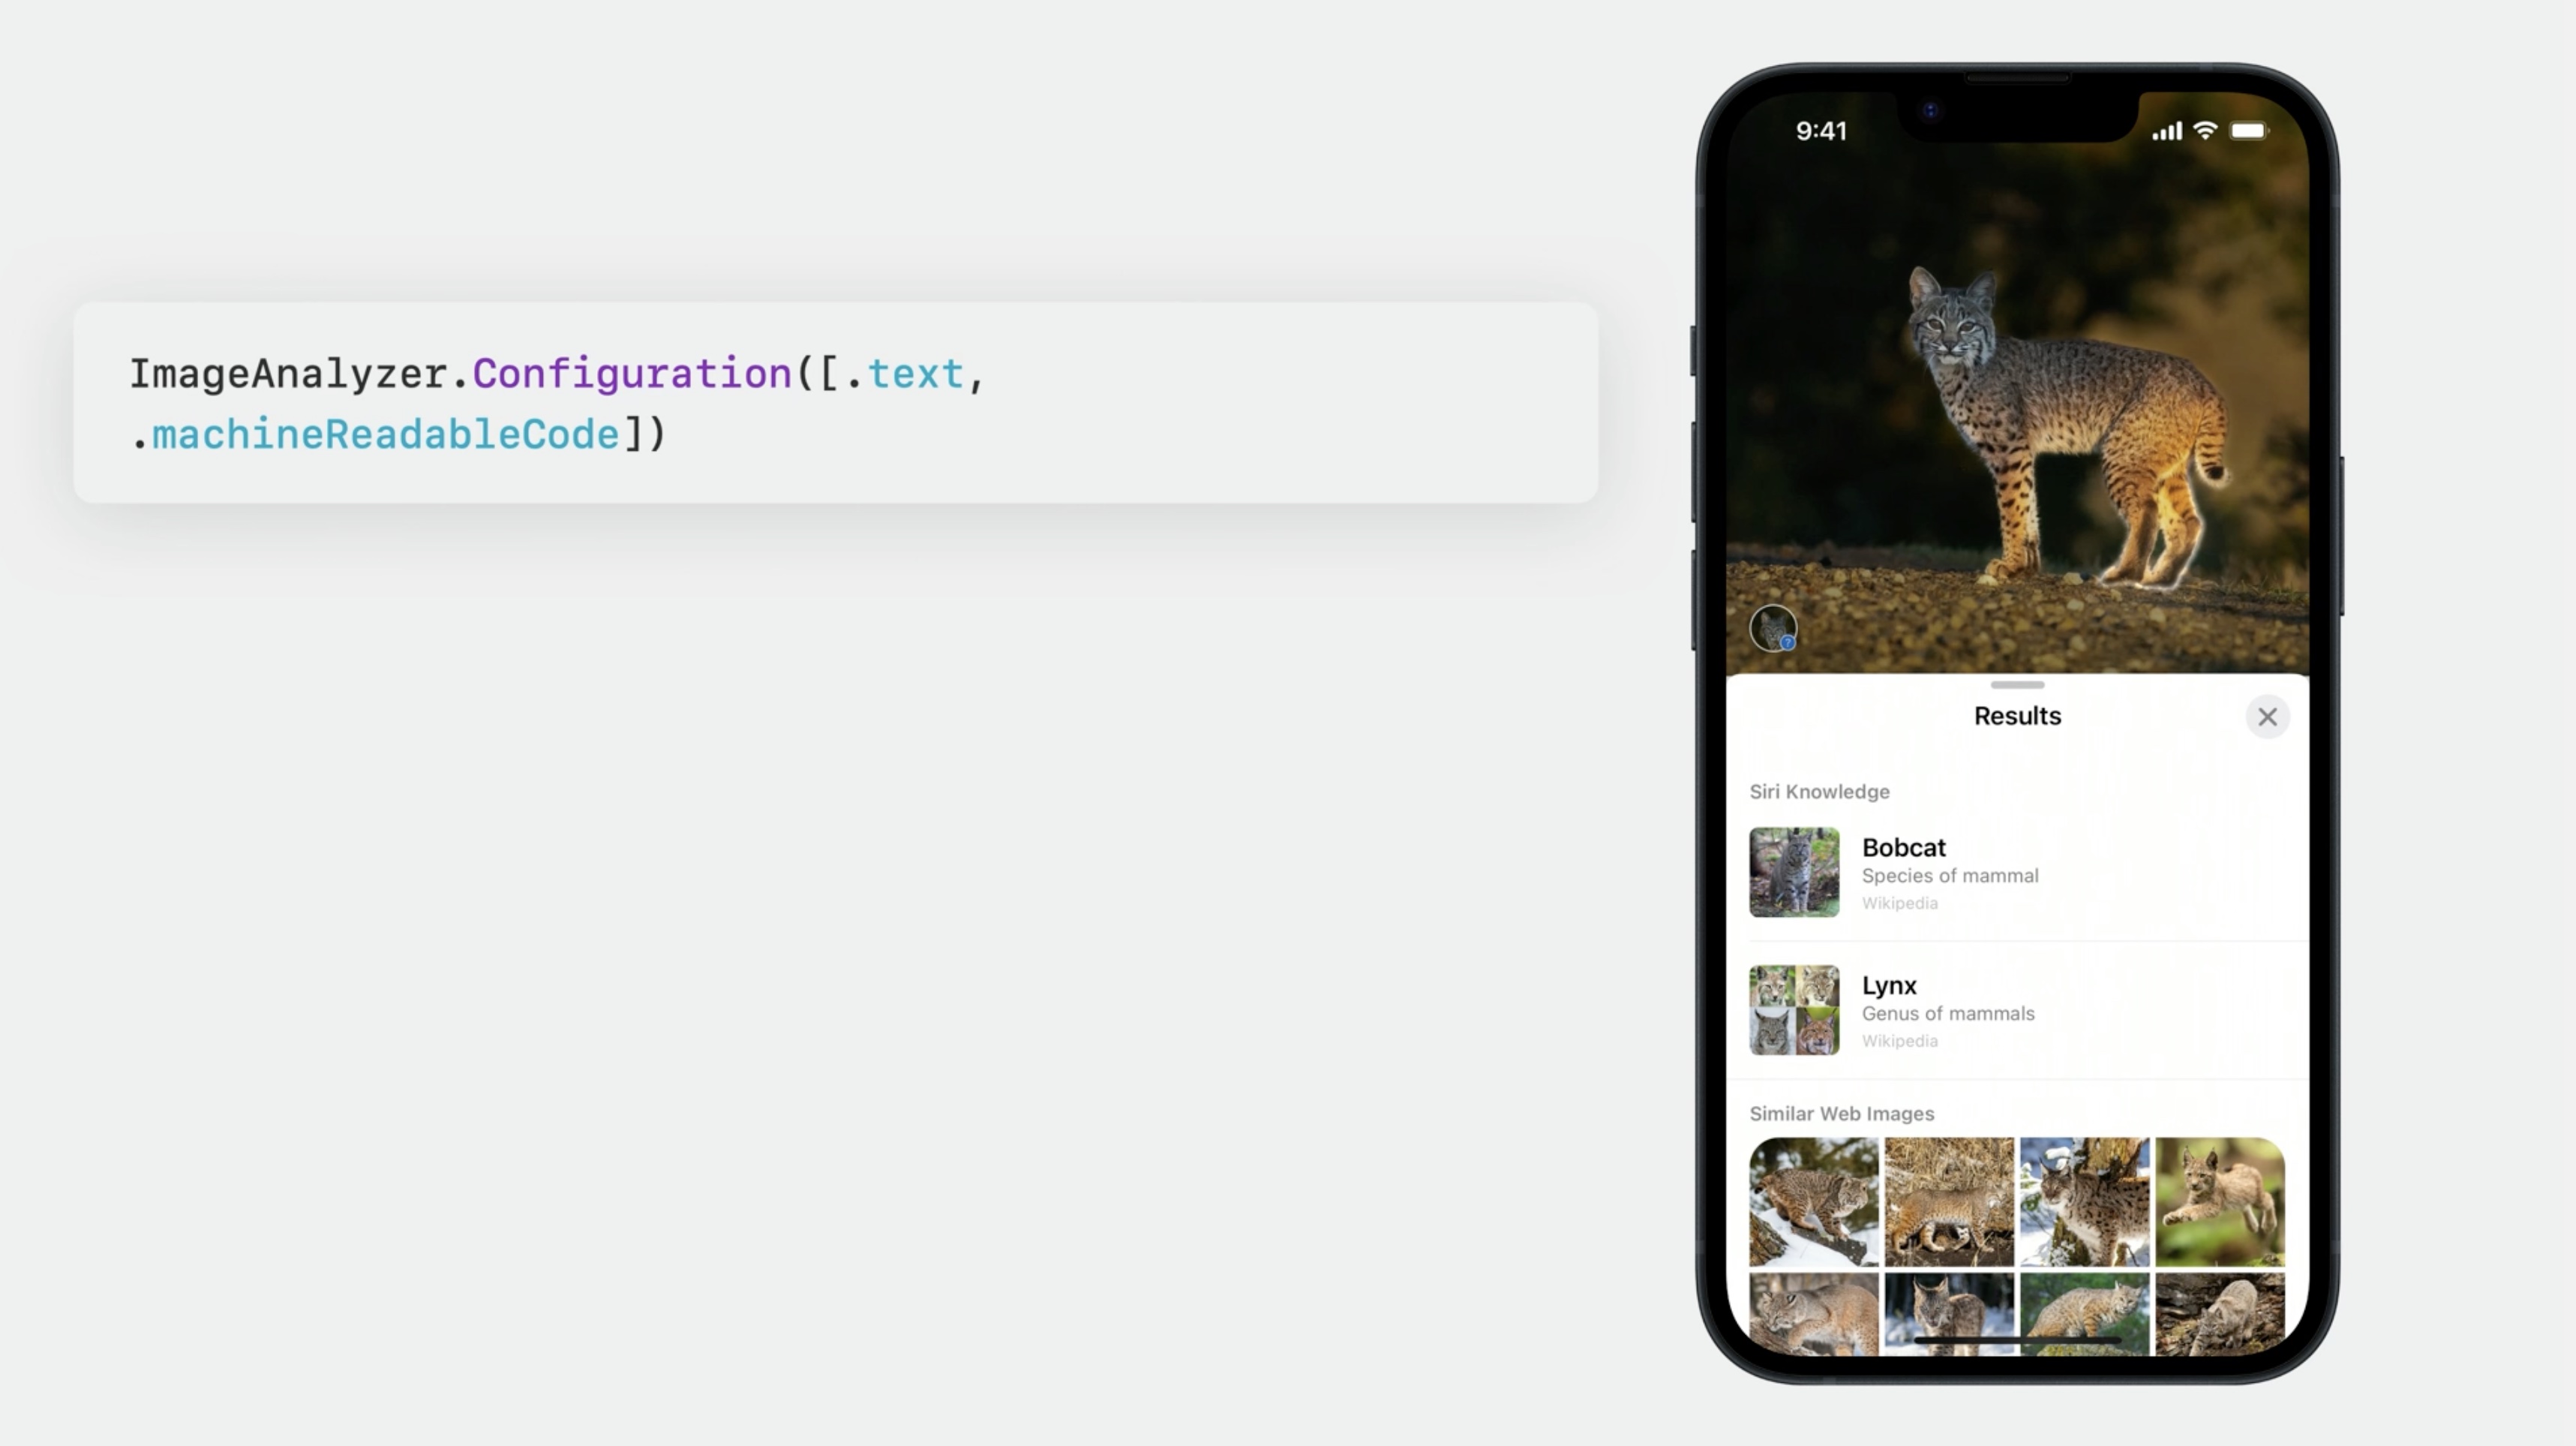 ImageAnalyzer.Configuration([.text,
.machineReadableCode])
9:41
Results
Siri Knowledge
Bobcat
Species of mammal
Wikipedia
Lynx
Genus of mammals
Wikipedia
Similar Web Images